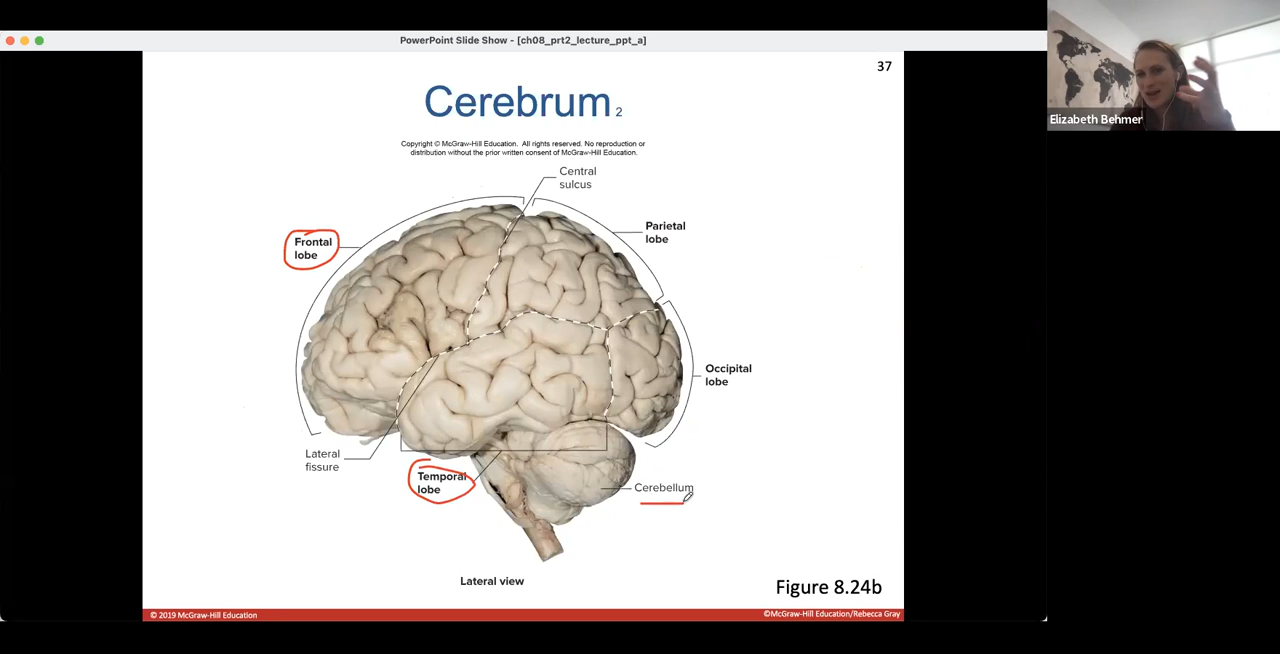 PowerPoint Slide Show - [ch08_prt2_lecture_ppt_a]
37
Elizabeth Behmer
Cerebrum 2
Copyright © McGraw-Hill Education. All rights reserved. No reproduction or
distribution without the prior written consent of McGraw-Hill Education.
Central
sulcus
Parietal
lobe
Frontal
lobe
Occipital
lobe
Lateral
fissure
Temporal
lobe
Cerebellum
Lateral view
Figure 8.24b
© 2019 McGraw-Hill Education
©McGraw-Hill Education/Rebecca Gray